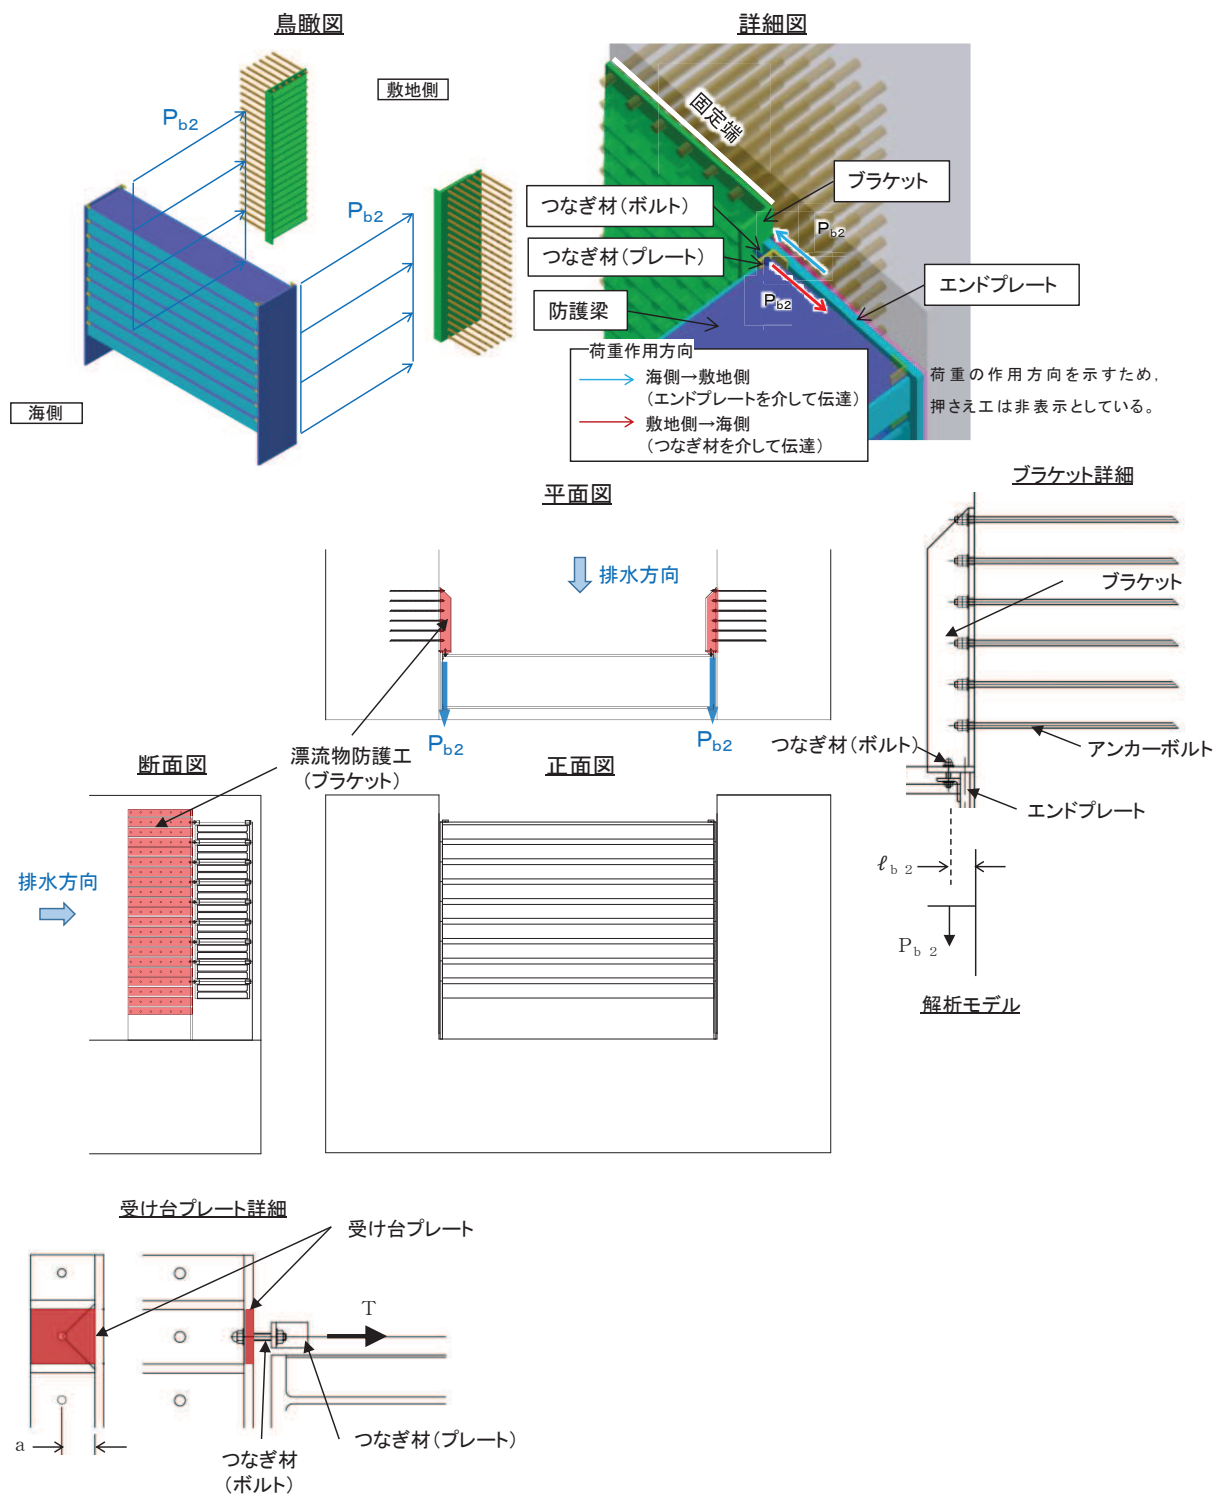 鳥瞰図
敷地側
Pb2
Pb2
海側
詳細図
固定端
ブラケット
つなぎ材(ボルト)
Pb2
つなぎ材(プレート)
エンドプレート
Pb2
防護梁
荷重作用方向
海側→敷地側
(エンドプレートを介して伝達)
敷地側→海側
(つなぎ材を介して伝達)
荷重の作用方向を示すため,
押さえ工は非表示としている。
平面図
排水方向
Pb2
Pb2
漂流物防護工
(ブラケット)
ブラケット詳細
ブラケット
つなぎ材(ボルト)
アンカーボルト
エンドプレート
ℓb2
Pb2
解析モデル
断面図
排水方向
正面図
受け台プレート詳細
受け台プレート
T
a
つなぎ材
(ボルト)
つなぎ材(プレート)